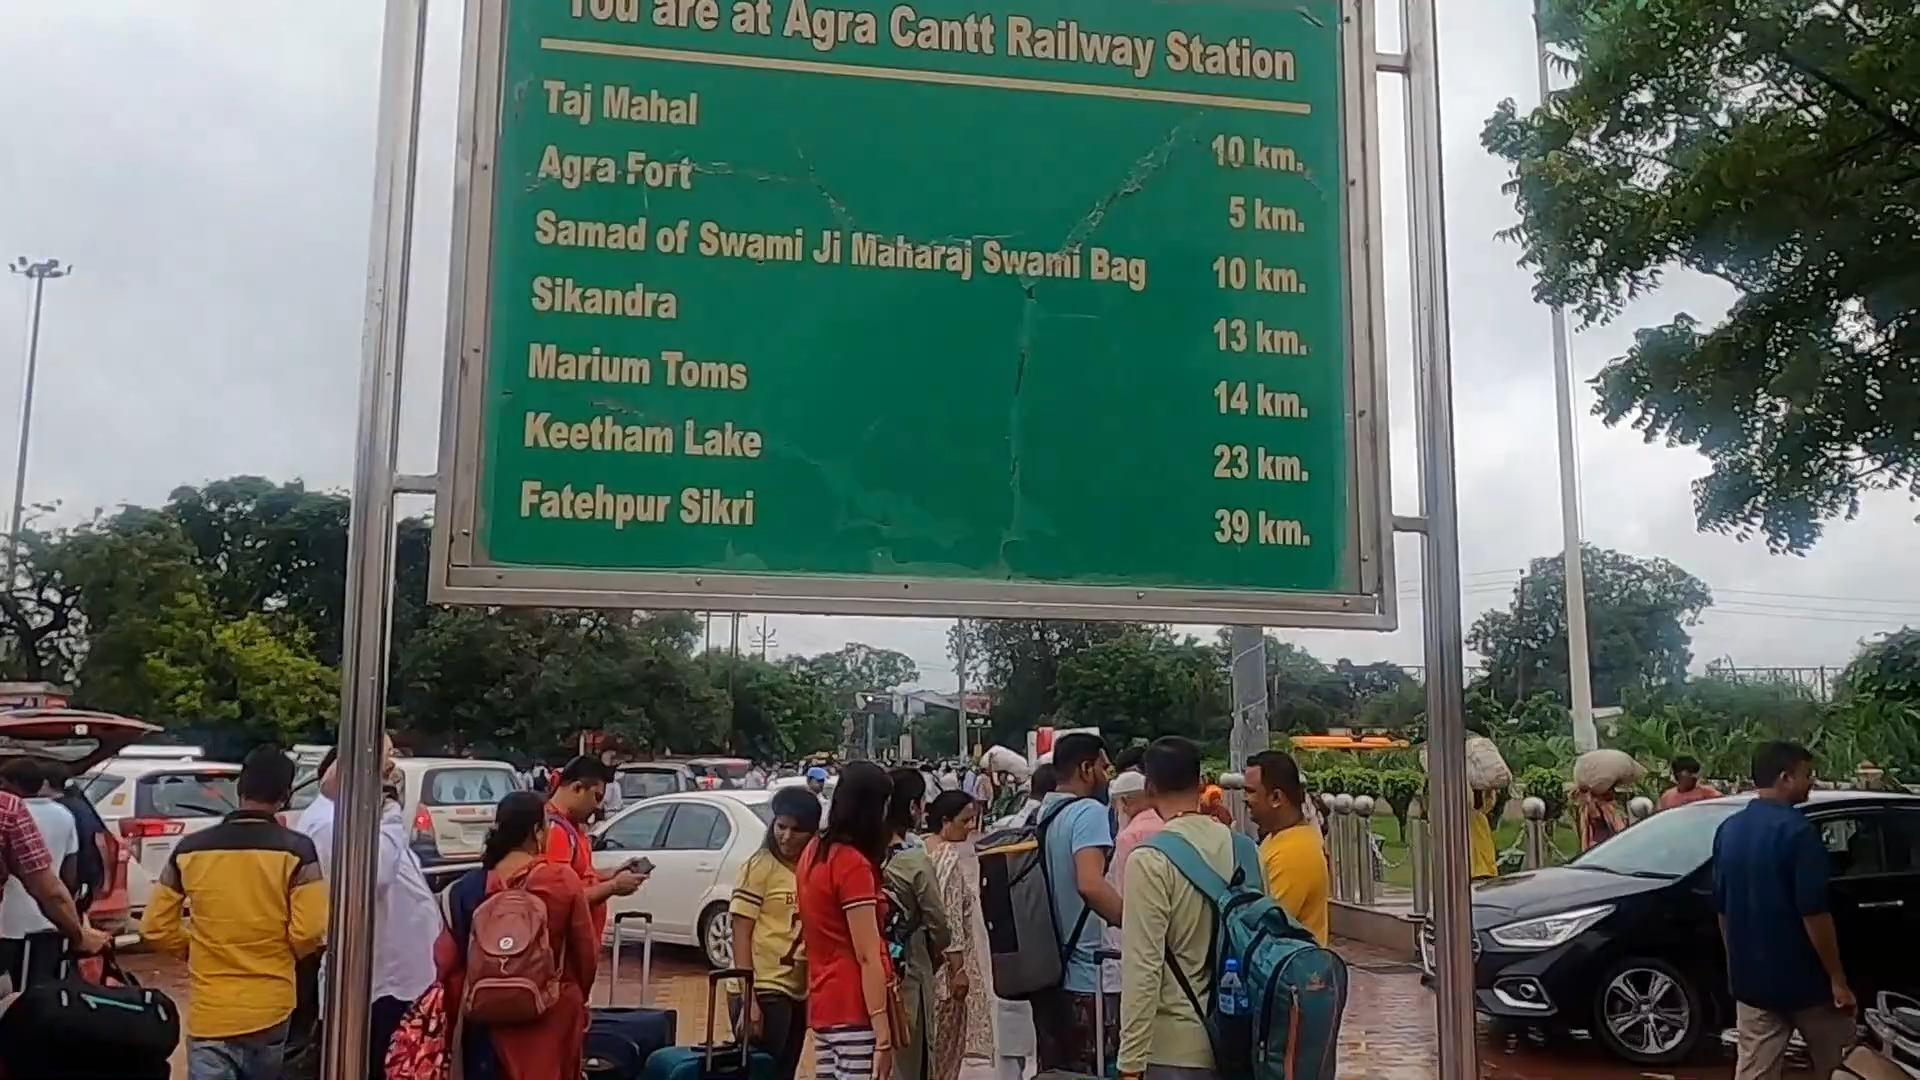 You are at Agra Cantt Railway Station
Taj Mahal 10 km.
Agra Fort 5 km.
Samad of Swami Ji Maharaj Swami Bag 10 km.
Sikandra 13 km.
Marium Toms 14 km.
Keetham Lake 23 km.
Fatehpur Sikri 39 km.